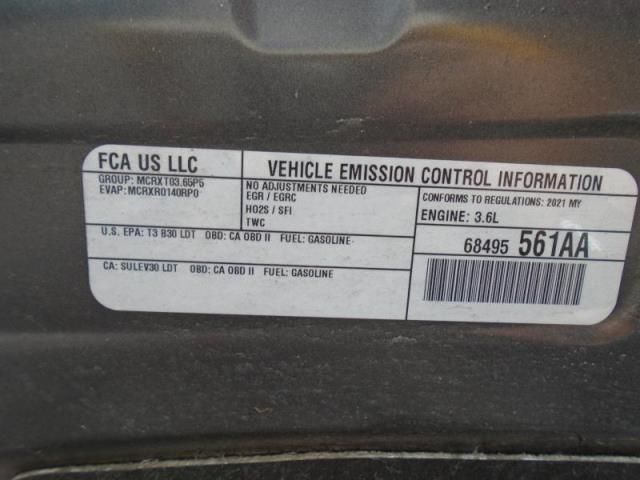 FCA US LLC
GROUP: MCRXT03.65P5
EVAP: MCRXR0140RP0
VEHICLE EMISSION CONTROL INFORMATION
NO ADJUSTMENTS NEEDED
EGR / EGRC
HO2S / SFI
TWC
CONFORMS TO REGULATIONS: 2021 MY
ENGINE: 3.6L
U.S. EPA: T3 B30 LDT OBD: CA OBD II FUEL: GASOLINE
CA: SULEV30 LDT OBD: CA OBD II FUEL: GASOLINE
68495 561AA